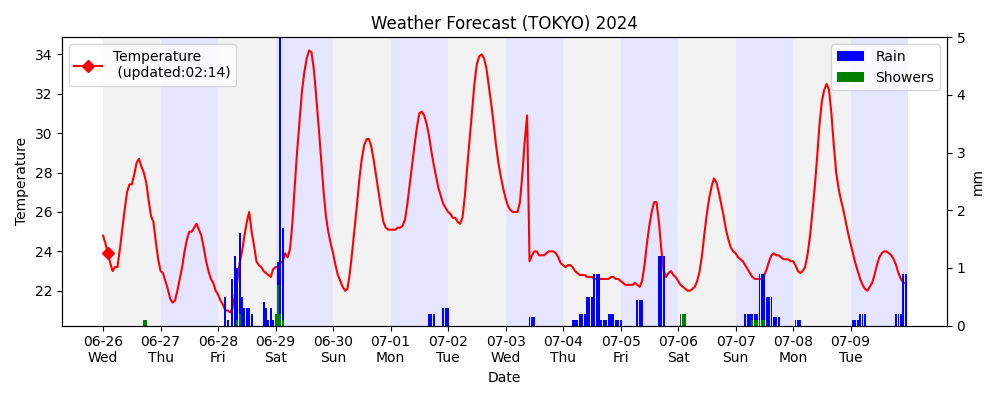 Weather Forecast (TOKYO) 2024
Temperature
(updated:02:14)
Rain
Showers
Temperature
34
32
30
28
26
24
22
5
4
3
2
1
0
mm
06-26 06-27 06-28 06-29 06-30 07-01 07-02 07-03 07-04 07-05 07-06 07-07 07-08 07-09
Wed Thu Fri Sat Sun Mon Tue Wed Thu Fri Sat Sun Mon Tue
Date